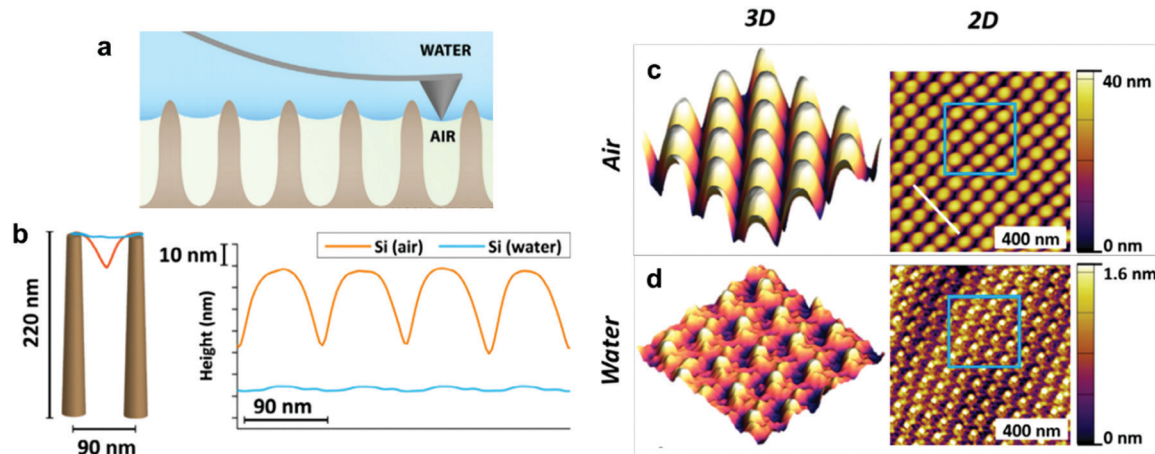 a
WATER
AIR
b
220 nm
90 nm
10 nm
Si (air) Si (water)
Height (nm)
90 nm
3D 2D
c
Air
40 nm
400 nm
0 nm
d
Water
1.6 nm
400 nm
0 nm